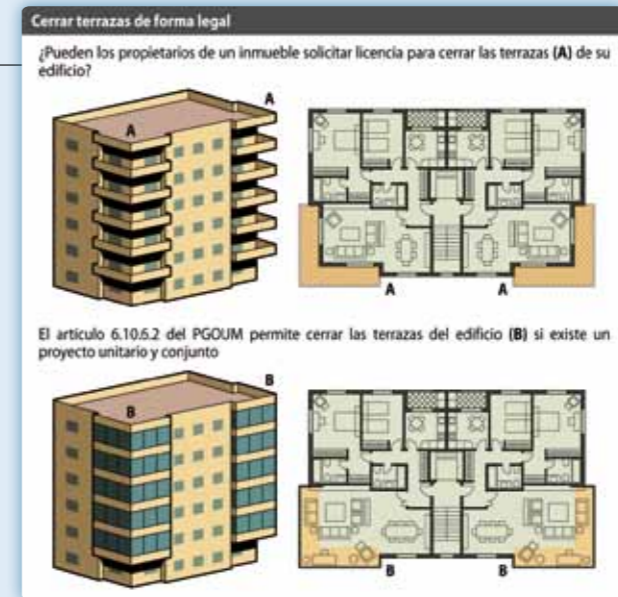 Cerrar terrazas de forma legal
¿Pueden los propietarios de un inmueble solicitar licencia para cerrar las terrazas (A) de su
edificio?
A
A
A
A
El artículo 6.10.6.2 del PGOUM permite cerrar las terrazas del edificio (B) si existe un
proyecto unitario y conjunto
B
B
B
B